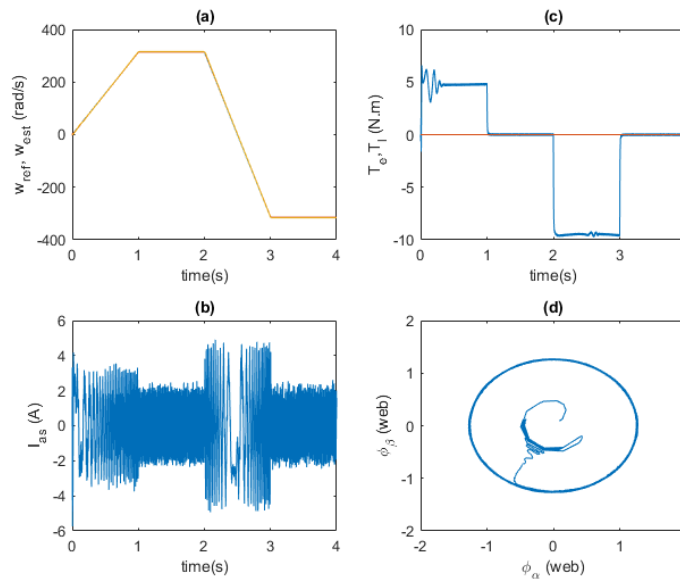 (a)
400
200
0
-200
-400
w_ref, w_est (rad/s)
0 1 2 3 4
time(s)
(c)
10
5
0
-5
-10
T_e,T_l (N.m)
0 1 2 3
time(s)
(b)
6
4
2
0
-2
-4
-6
I_as (A)
0 1 2 3 4
time(s)
(d)
2
1
0
-1
-2
ϕ_β (web)
-2 -1 0 1
ϕ_α (web)